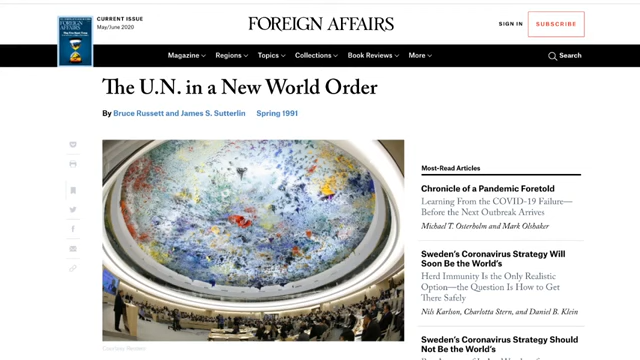 CURRENT ISSUE
May/June 2020
FOREIGN AFFAIRS
SIGN IN
SUBSCRIBE
Magazine
Regions
Topics
Collections
Book Reviews
More
Search
The U.N. in a New World Order
By Bruce Russett and James S. Sutterlin
Spring 1991
Most-Read Articles
Chronicle of a Pandemic Foretold
Learning From the COVID-19 Failure—
Before the Next Outbreak Arrives
Michael T. Osterholm and Mark Olshaker
Sweden's Coronavirus Strategy Will
Soon Be the World's
Herd Immunity Is the Only Realistic
Option—the Question Is How to Get
There Safely
Nils Karlson, Charlotta Stern, and Daniel B. Klein
Sweden's Coronavirus Strategy Should
Not Be the World's